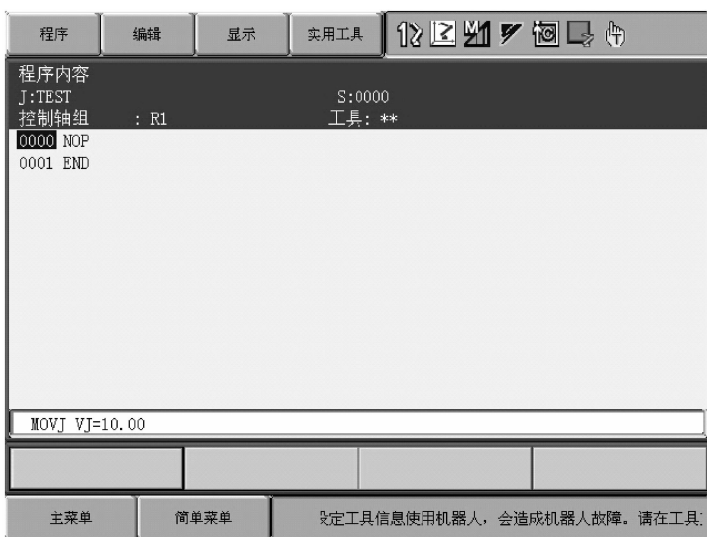 程序 编辑 显示 实用工具
程序内容
J:TEST S:0000
控制轴组 : R1 工具: **
0000 NOP
0001 END
MOVJ VJ=10.00
主菜单 简单菜单 设定工具信息使用机器人，会造成机器人故障。请在工具